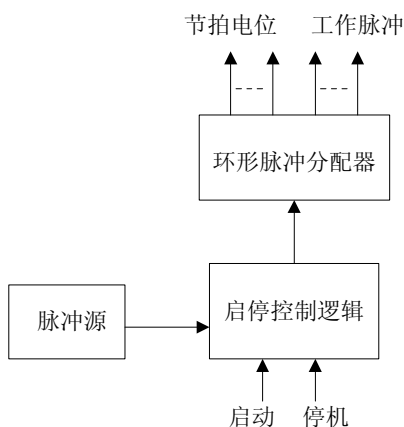 节拍电位 工作脉冲
环形脉冲分配器
脉冲源
启停控制逻辑
启动 停机